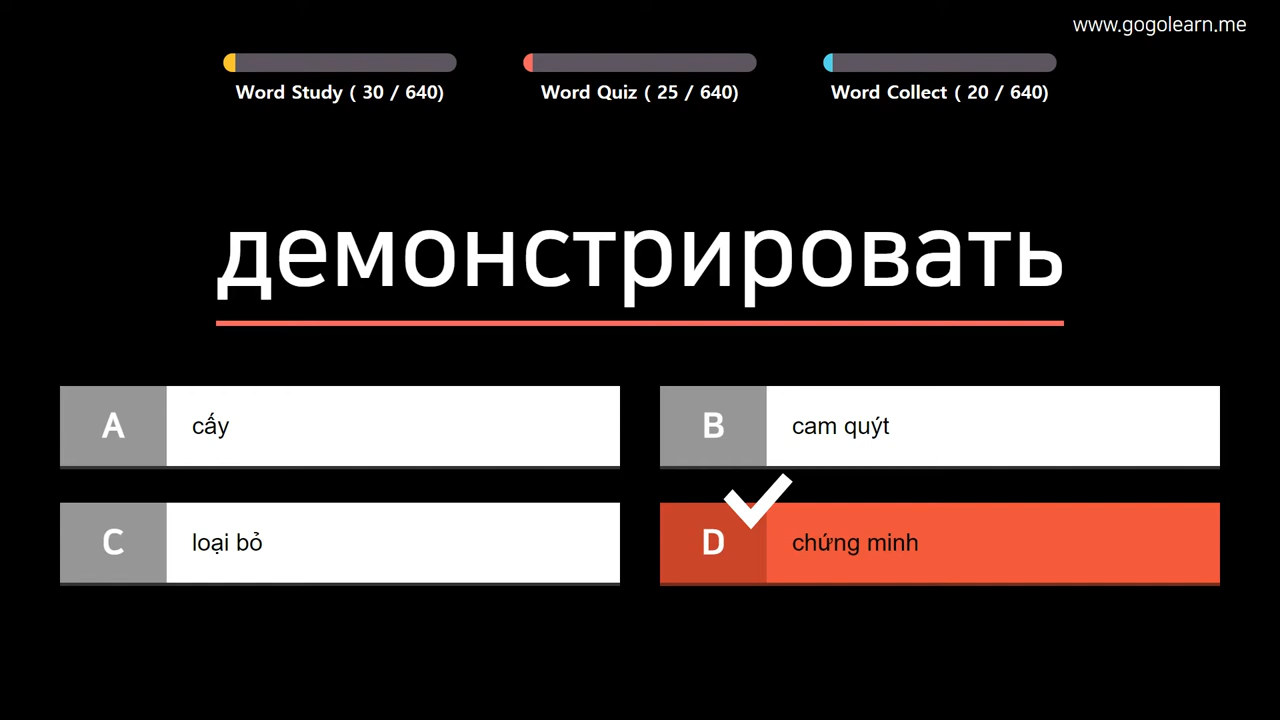 www.gogolearn.me
Word Study ( 30 / 640)
Word Quiz ( 25 / 640)
Word Collect ( 20 / 640)
демонстрировать
A cấy
B cam quýt
C loại bỏ
D chứng minh